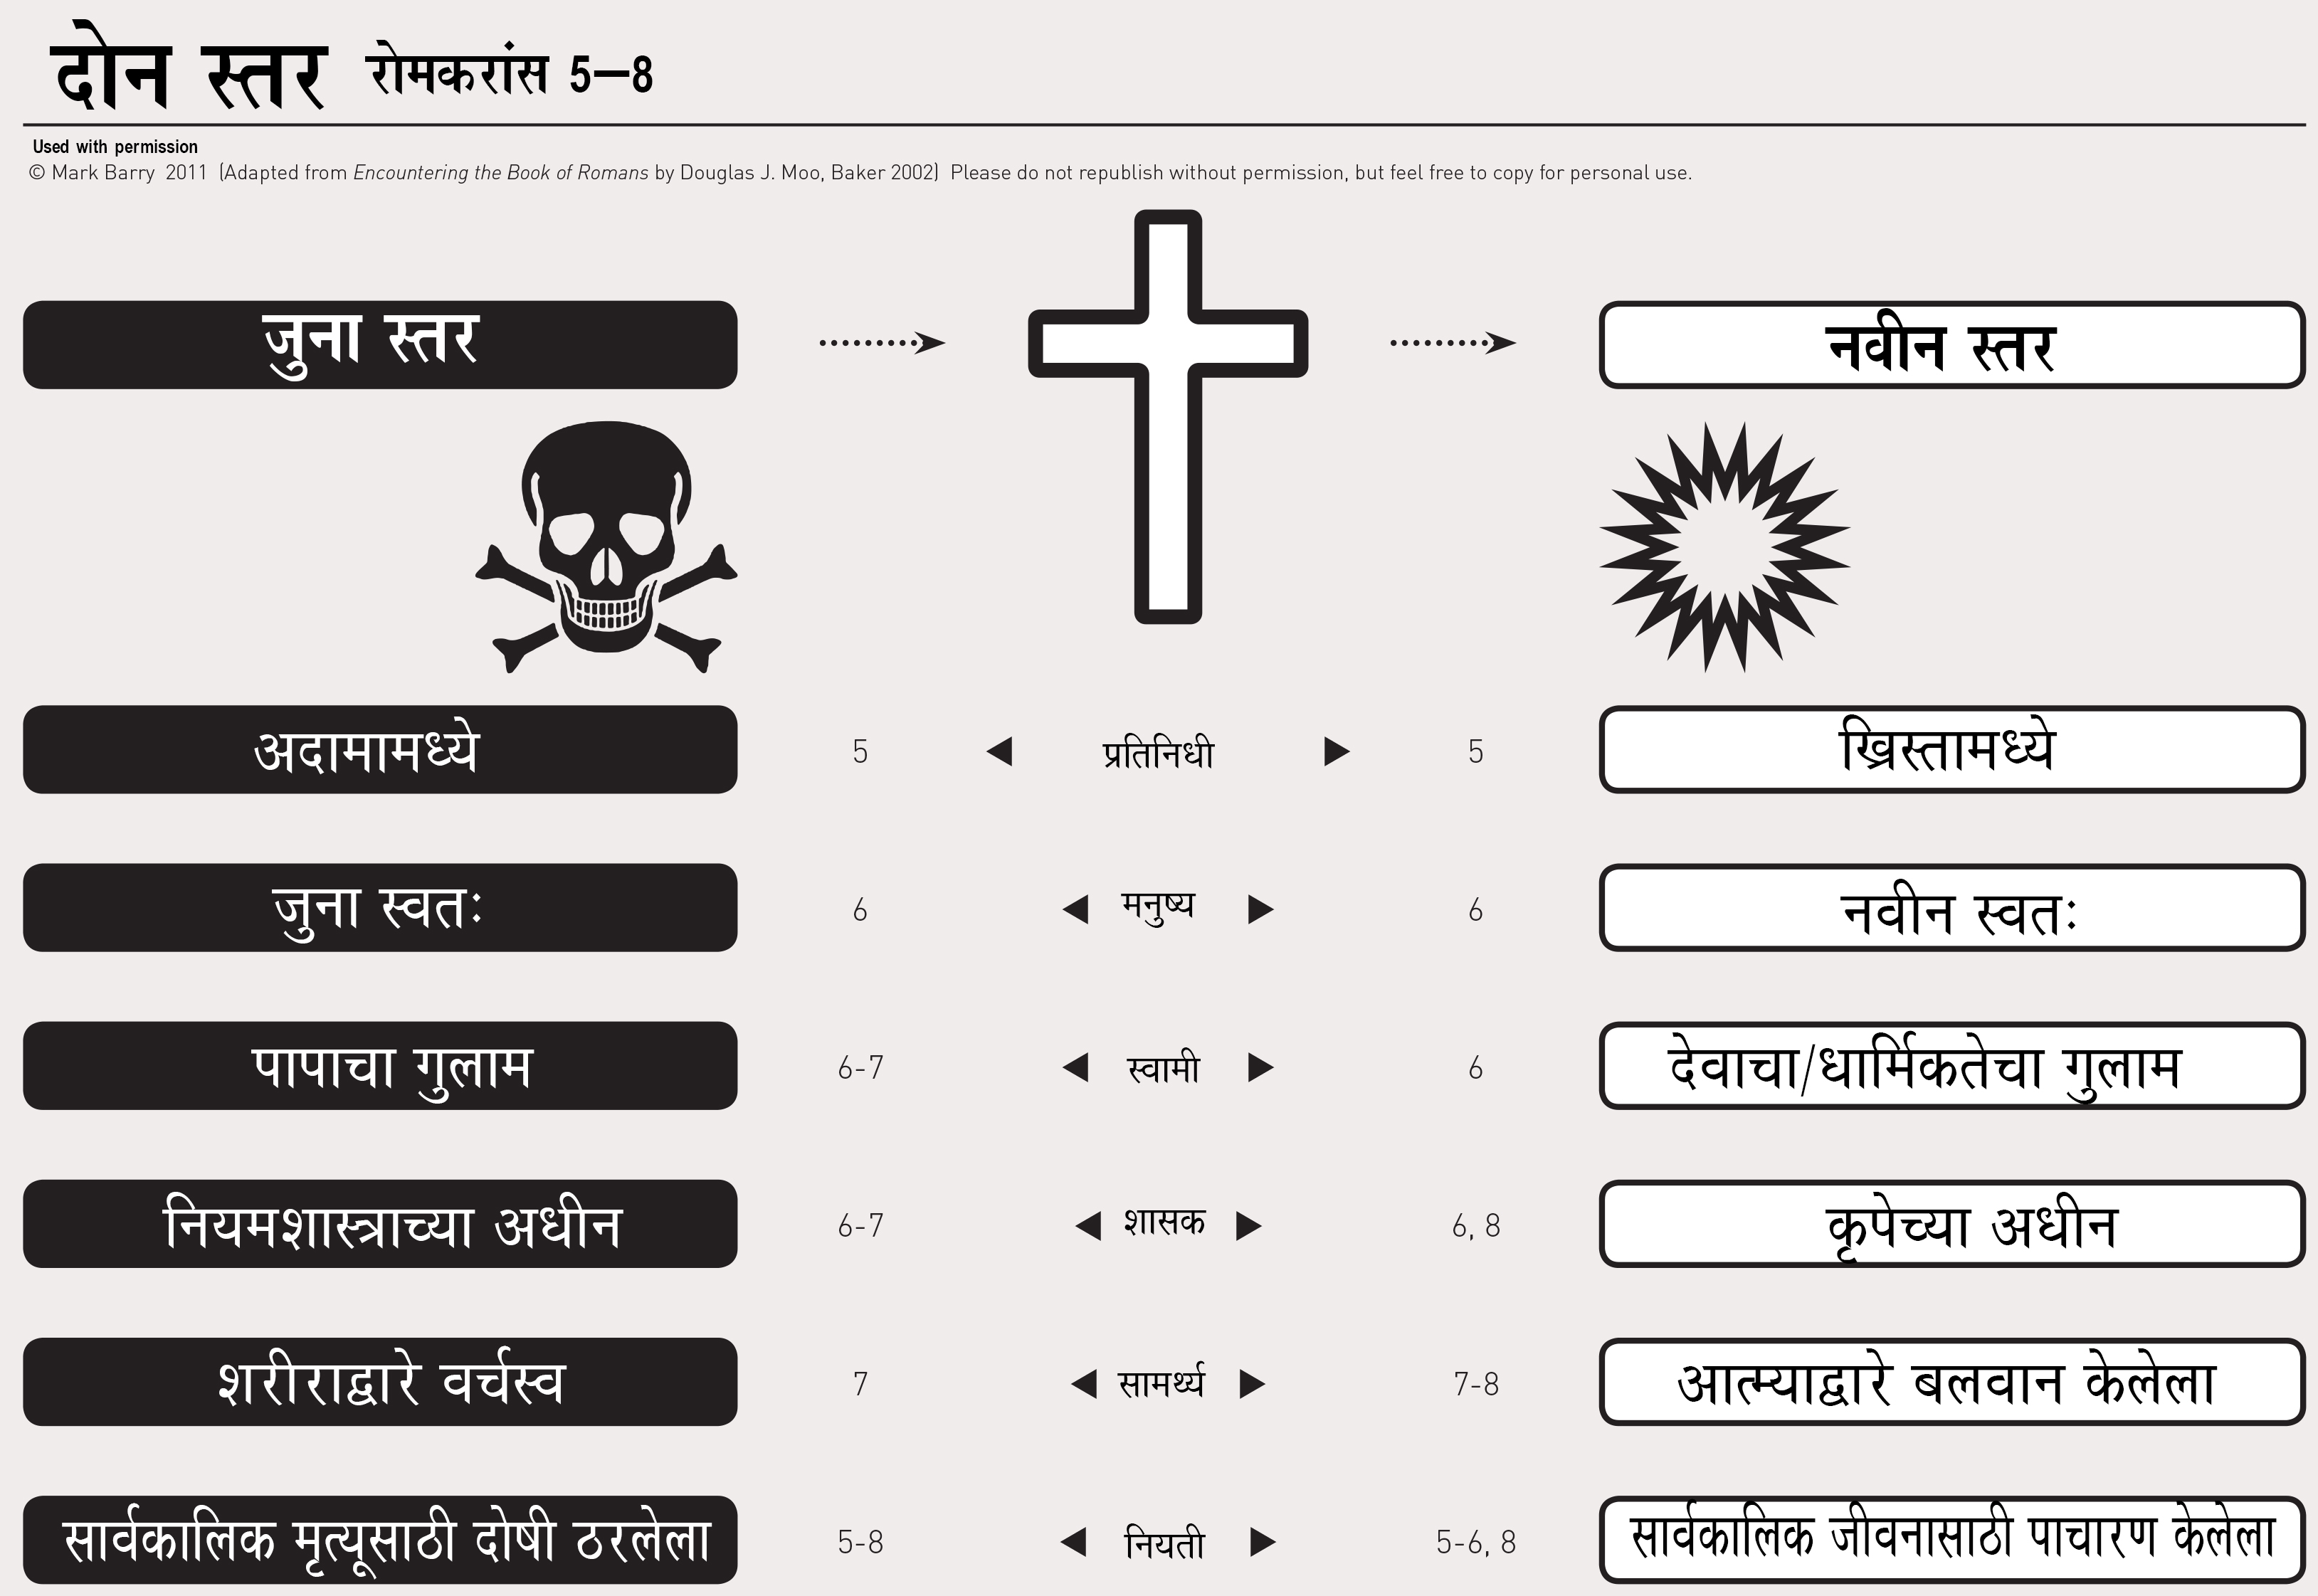 दोन स्तर रोमकरांस 5—8
Used with permission
© Mark Barry 2011 (Adapted from Encountering the Book of Romans by Douglas J. Moo, Baker 2002) Please do not republish without permission, but feel free to copy for personal use.
जुना स्तर नवीन स्तर
अदामामध्ये 5 ◀ प्रतिनिधी ▶ 5 ख्रिस्तामध्ये
जुना स्वतः 6 ◀ मनुष्य ▶ 6 नवीन स्वतः
पापाचा गुलाम 6-7 ◀ स्वामी ▶ 6 देवाचा/धार्मिकतेचा गुलाम
नियमशास्त्राच्या अधीन 6-7 ◀ शासक ▶ 6, 8 कृपेच्या अधीन
शरीराद्वारे वर्चस्व 7 ◀ सामर्थ्य ▶ 7-8 आत्म्याद्वारे बलवान केलेला
सार्वकालिक मृत्यूसाठी दोषी ठरलेला 5-8 ◀ नियती ▶ 5-6, 8 सार्वकालिक जीवनासाठी पाचारण केलेला